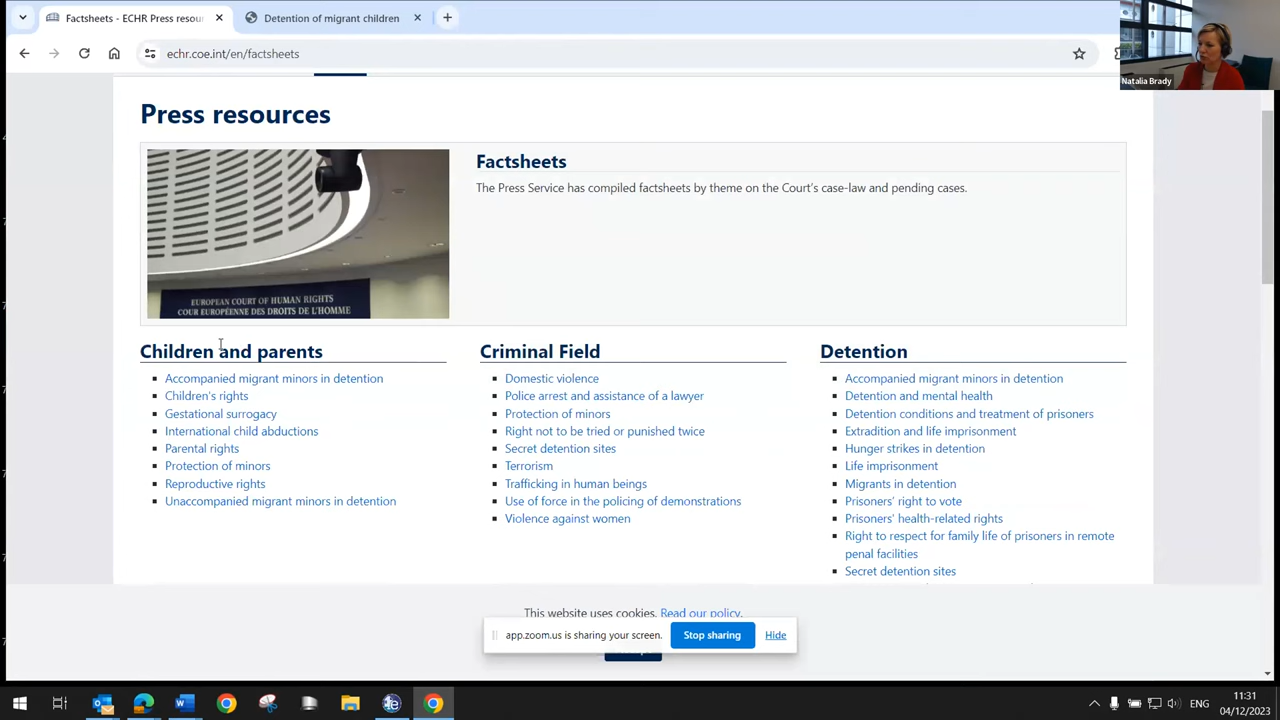 Factsheets - ECHR Press resou
Detention of migrant children
echr.coe.int/en/factsheets
Natalia Brady
Press resources
EUROPEAN COURT OF HUMAN RIGHTS
COUR EUROPÉENNE DES DROITS DE L'HOMME
Factsheets
The Press Service has compiled factsheets by theme on the Court's case-law and pending cases.
Children and parents
Accompanied migrant minors in detention
Children's rights
Gestational surrogacy
International child abductions
Parental rights
Protection of minors
Reproductive rights
Unaccompanied migrant minors in detention
Criminal Field
Domestic violence
Police arrest and assistance of a lawyer
Protection of minors
Right not to be tried or punished twice
Secret detention sites
Terrorism
Trafficking in human beings
Use of force in the policing of demonstrations
Violence against women
Detention
Accompanied migrant minors in detention
Detention and mental health
Detention conditions and treatment of prisoners
Extradition and life imprisonment
Hunger strikes in detention
Life imprisonment
Migrants in detention
Prisoners' right to vote
Prisoners' health-related rights
Right to respect for family life of prisoners in remote
penal facilities
Secret detention sites
This website uses cookies. Read our policy.
app.zoom.us is sharing your screen.
Stop sharing
Hide
ENG
11:31
04/12/2023